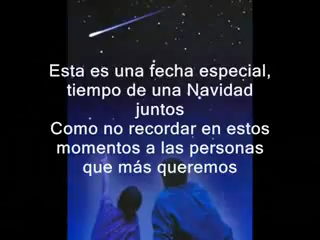 Esta es una fecha especial,
tiempo de una Navidad
juntos
Como no recordar en estos
momentos a las personas
que más queremos